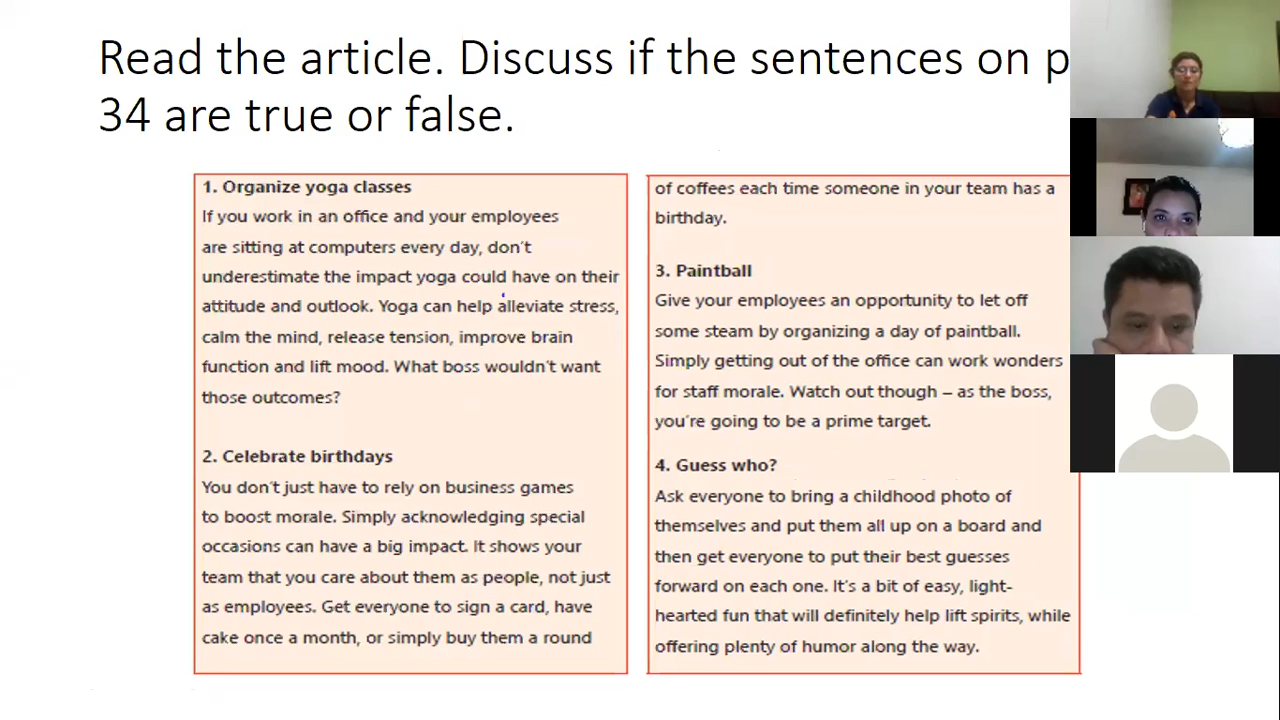 Read the article. Discuss if the sentences on p
34 are true or false.
1. Organize yoga classes
If you work in an office and your employees
are sitting at computers every day, don't
underestimate the impact yoga could have on their
attitude and outlook. Yoga can help alleviate stress,
calm the mind, release tension, improve brain
function and lift mood. What boss wouldn't want
those outcomes?
2. Celebrate birthdays
You don't just have to rely on business games
to boost morale. Simply acknowledging special
occasions can have a big impact. It shows your
team that you care about them as people, not just
as employees. Get everyone to sign a card, have
cake once a month, or simply buy them a round
of coffees each time someone in your team has a
birthday.
3. Paintball
Give your employees an opportunity to let off
some steam by organizing a day of paintball.
Simply getting out of the office can work wonders
for staff morale. Watch out though – as the boss,
you're going to be a prime target.
4. Guess who?
Ask everyone to bring a childhood photo of
themselves and put them all up on a board and
then get everyone to put their best guesses
forward on each one. It's a bit of easy, light-
hearted fun that will definitely help lift spirits, while
offering plenty of humor along the way.